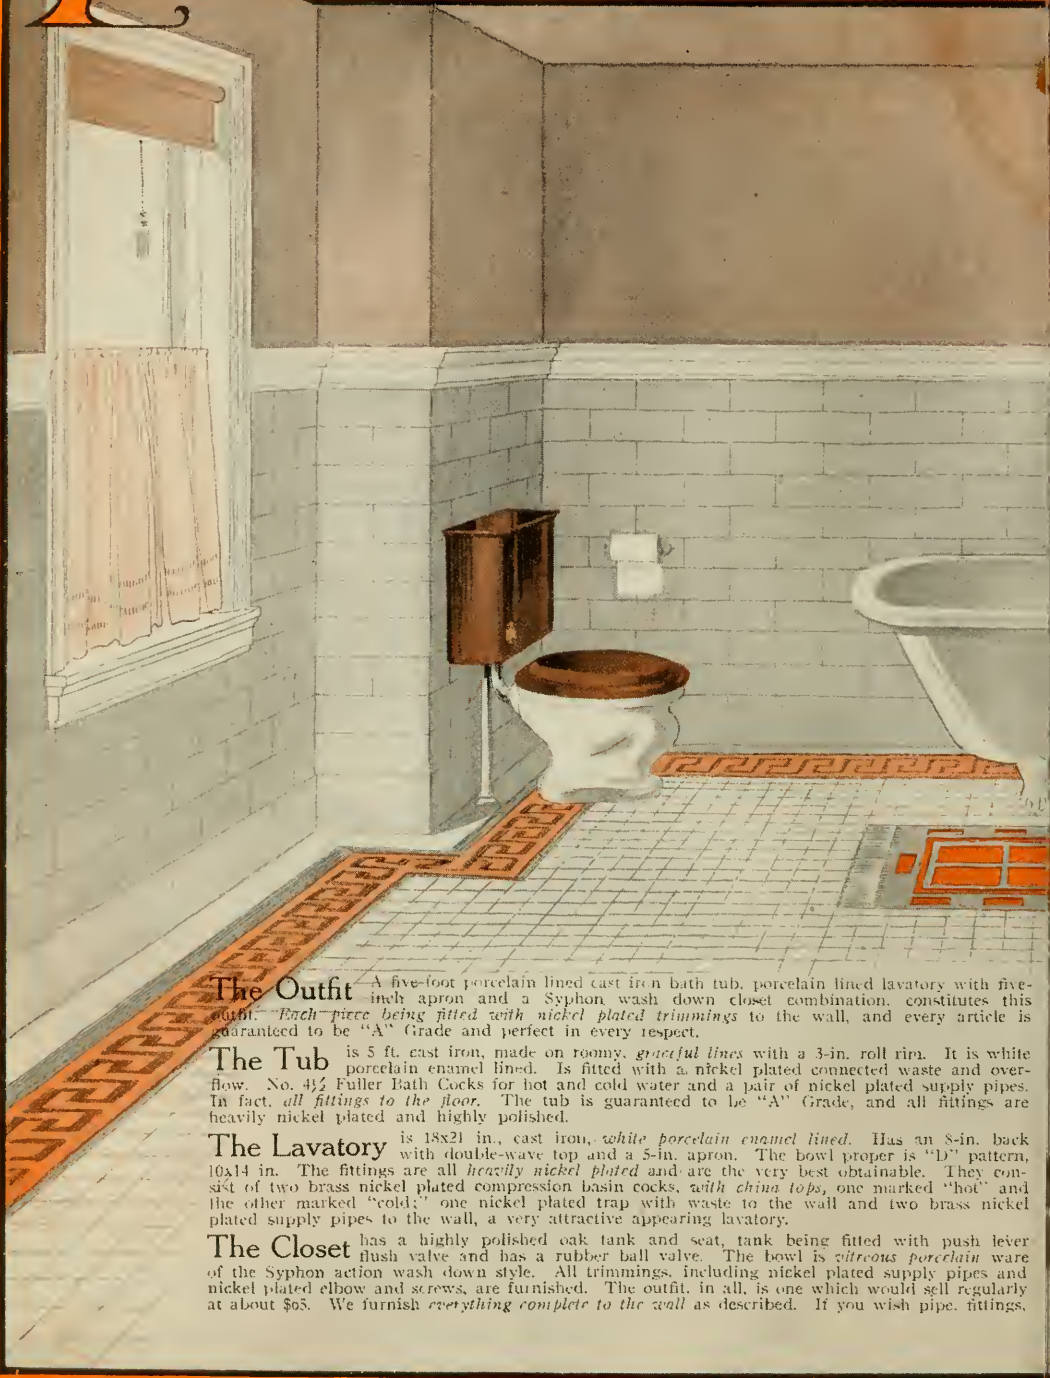 The Outfit A five-foot porcelain lined cast iron bath tub, porcelain lined lavatory with five-
inch apron and a Syphon wash down closet combination, constitutes this
outfit. Each piece being fitted with nickel plated trimmings to the wall, and every article is
guaranteed to be "A" Grade and perfect in every respect.
The Tub is 5 ft. cast iron, made on roomy, graceful lines with a 3-in. roll rim. It is white
porcelain enamel lined. Is fitted with a nickel plated connected waste and over-
flow. No. 4½ Fuller Bath Cocks for hot and cold water and a pair of nickel plated supply pipes.
In fact, all fittings to the floor. The tub is guaranteed to be "A" Grade, and all fittings are
heavily nickel plated and highly polished.
The Lavatory is 18x21 in., cast iron, white porcelain enamel lined. Has an 8-in. back
with double-wave top and a 5-in. apron. The bowl proper is "D" pattern,
10x14 in. The fittings are all heavily nickel plated and are the very best obtainable. They con-
sist of two brass nickel plated compression basin cocks, with china tops, one marked "hot" and
the other marked "cold;" one nickel plated trap with waste to the wall and two brass nickel
plated supply pipes to the wall, a very attractive appearing lavatory.
The Closet has a highly polished oak tank and seat, tank being fitted with push lever
flush valve and has a rubber ball valve. The bowl is vitreous porcelain ware
of the Syphon action wash down style. All trimmings, including nickel plated supply pipes and
nickel plated elbow and screws, are furnished. The outfit, in all, is one which would sell regularly
at about $65. We furnish everything complete to the wall as described. If you wish pipe, fittings,